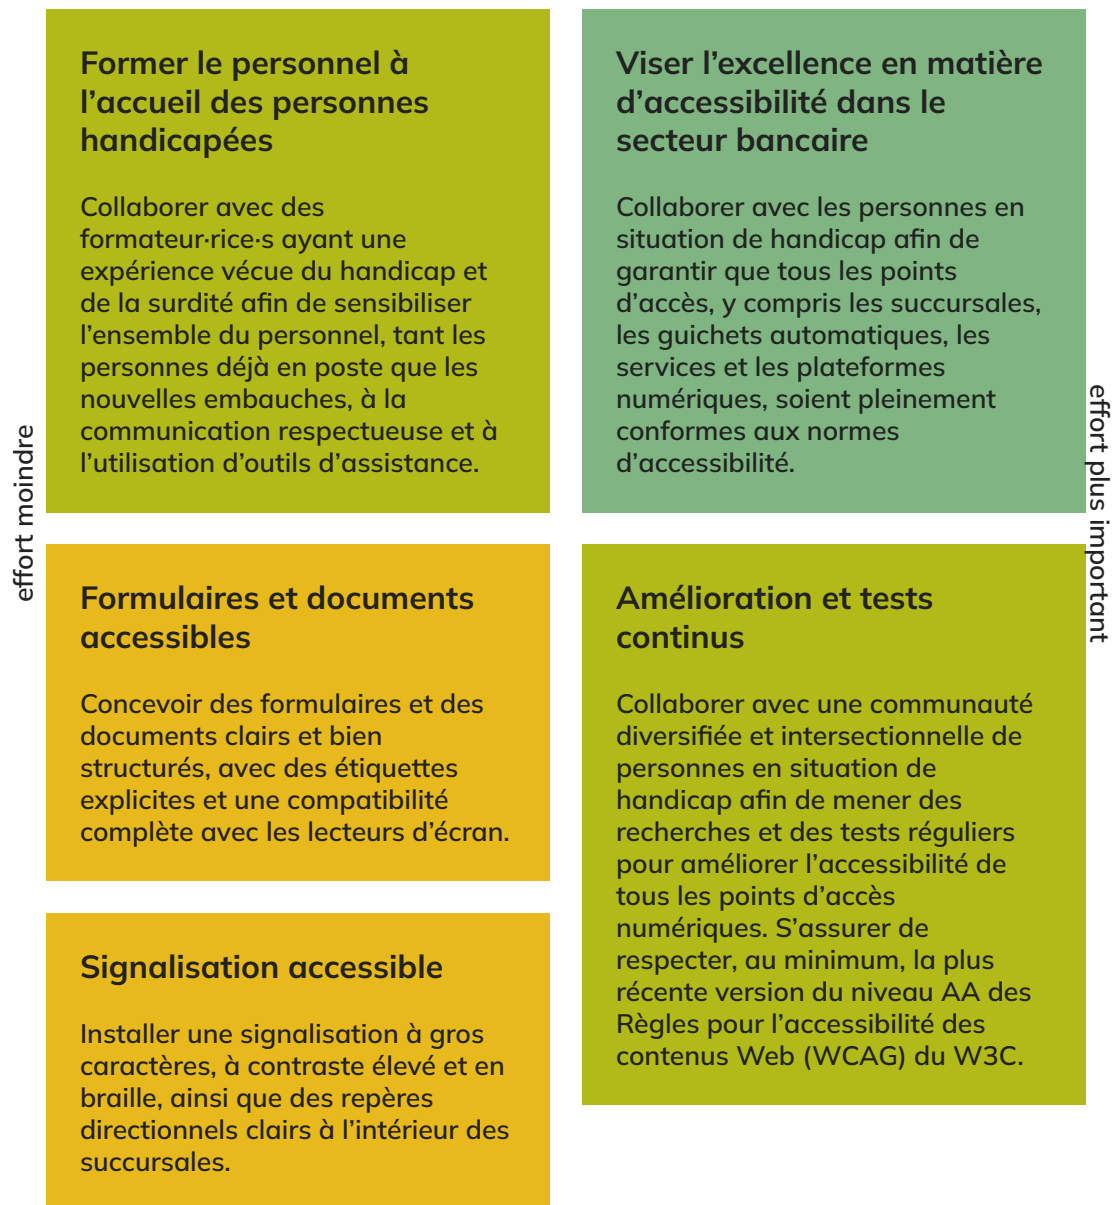 effort moindre
Former le personnel à
l’accueil des personnes
handicapées
Collaborer avec des
formateur·rice·s ayant une
expérience vécue du handicap et
de la surdité afin de sensibiliser
l’ensemble du personnel, tant les
personnes déjà en poste que les
nouvelles embauches, à la
communication respectueuse et à
l’utilisation d’outils d’assistance.
Formulaires et documents
accessibles
Concevoir des formulaires et des
documents clairs et bien
structurés, avec des étiquettes
explicites et une compatibilité
complète avec les lecteurs d’écran.
Signalisation accessible
Installer une signalisation à gros
caractères, à contraste élevé et en
braille, ainsi que des repères
directionnels clairs à l’intérieur des
succursales.
Viser l’excellence en matière
d’accessibilité dans le
secteur bancaire
Collaborer avec les personnes en
situation de handicap afin de
garantir que tous les points
d’accès, y compris les succursales,
les guichets automatiques, les
services et les plateformes
numériques, soient pleinement
conformes aux normes
d’accessibilité.
Amélioration et tests
continus
Collaborer avec une communauté
diversifiée et intersectionnelle de
personnes en situation de
handicap afin de mener des
recherches et des tests réguliers
pour améliorer l’accessibilité de
tous les points d’accès
numériques. S’assurer de
respecter, au minimum, la plus
récente version du niveau AA des
Règles pour l’accessibilité des
contenus Web (WCAG) du W3C.
effort plus important